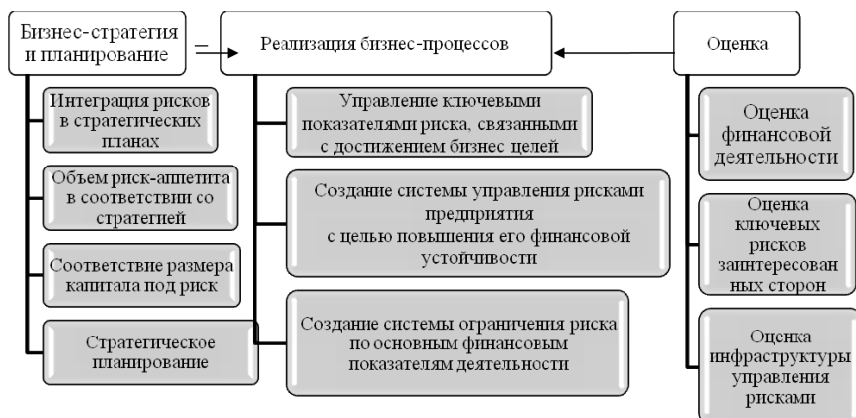 Бизнес-стратегия
и планирование
Интеграция рисков
в стратегических
планах
Объем риск-аппетита
в соответствии со
стратегией
Соответствие размера
капитала под риск
Стратегическое
планирование
Реализация бизнес-процессов
Управление ключевыми
показателями риска, связанными
с достижением бизнес целей
Создание системы управления рисками
предприятия
с целью повышения его финансовой
устойчивости
Создание системы ограничения риска
по основным финансовым
показателям деятельности
Оценка
Оценка
финансовой
деятельности
Оценка
ключевых
рисков
заинтересован
ных сторон
Оценка
инфраструктуры
управления
рисками